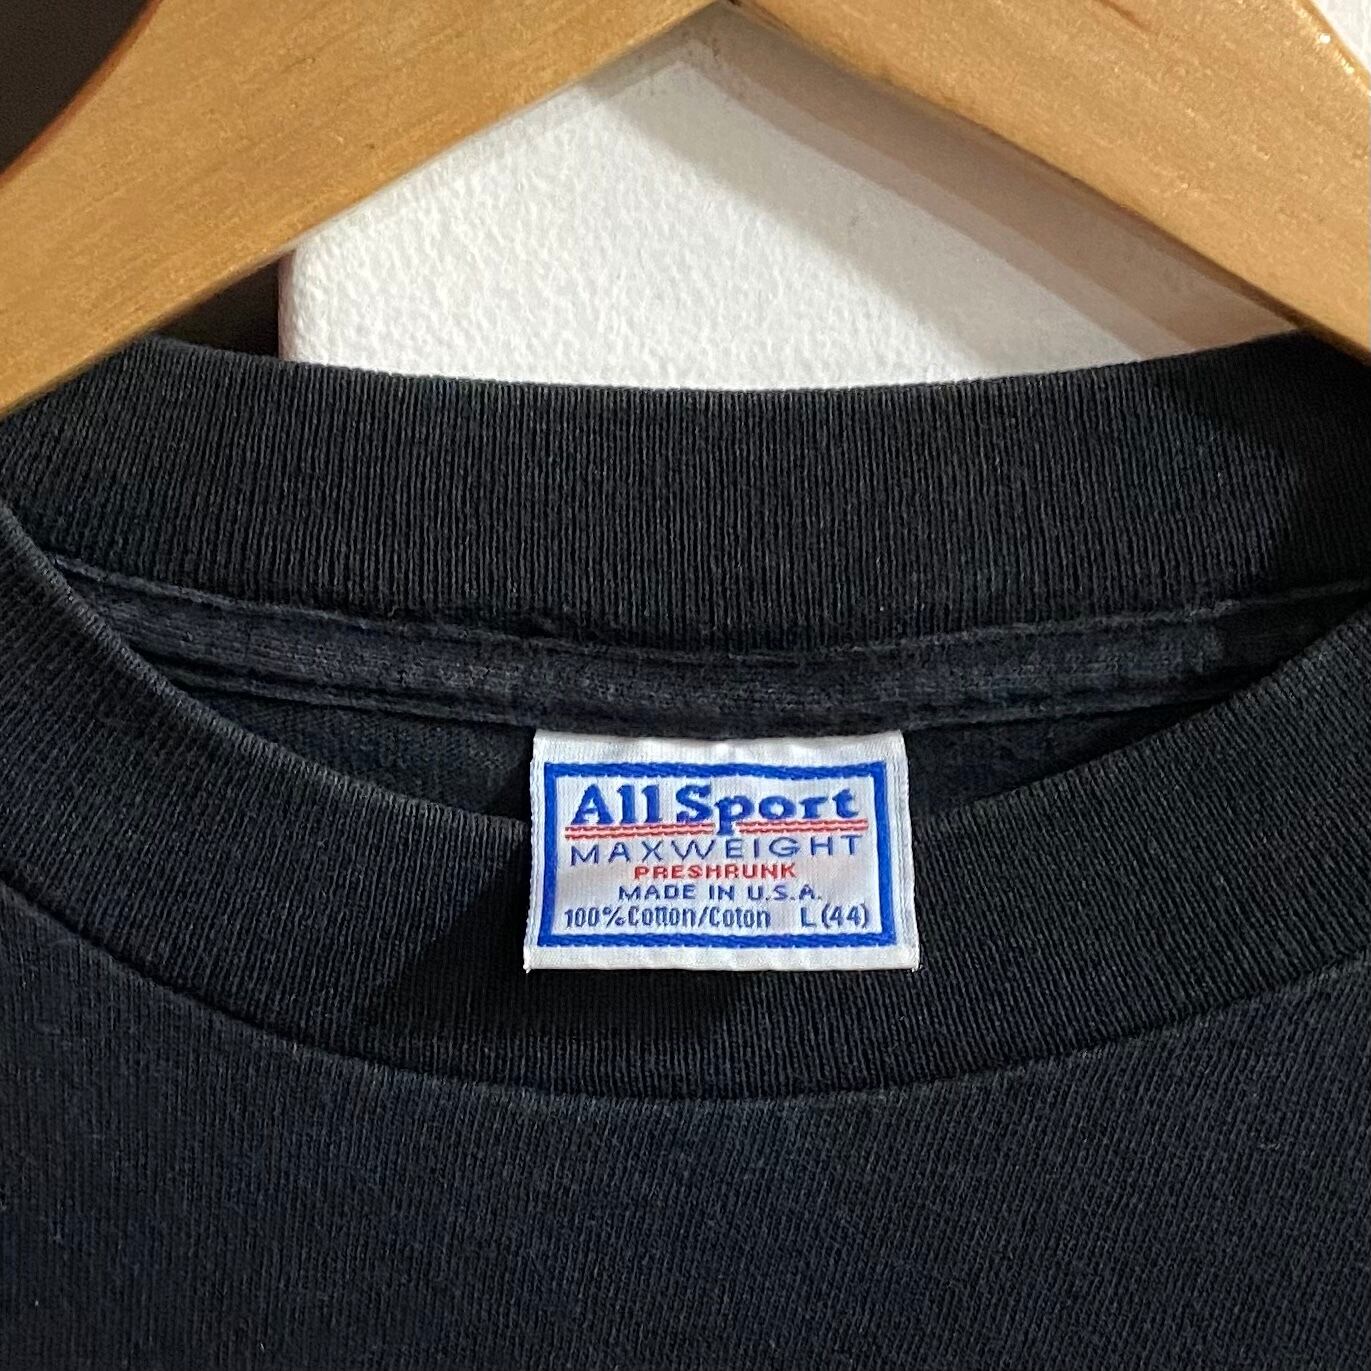 All Sport
MAXWEIGHT
PRESHRUNK
MADE IN U.S.A.
100% Cotton/Coton L (44)